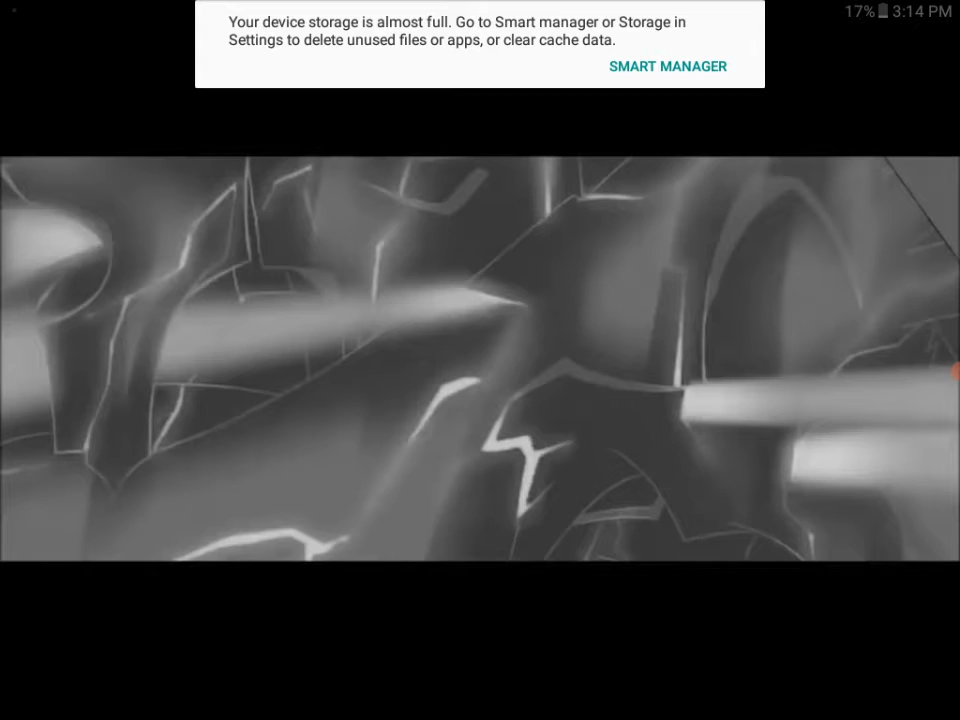 Your device storage is almost full. Go to Smart manager or Storage in
Settings to delete unused files or apps, or clear cache data.
SMART MANAGER
17% 3:14 PM